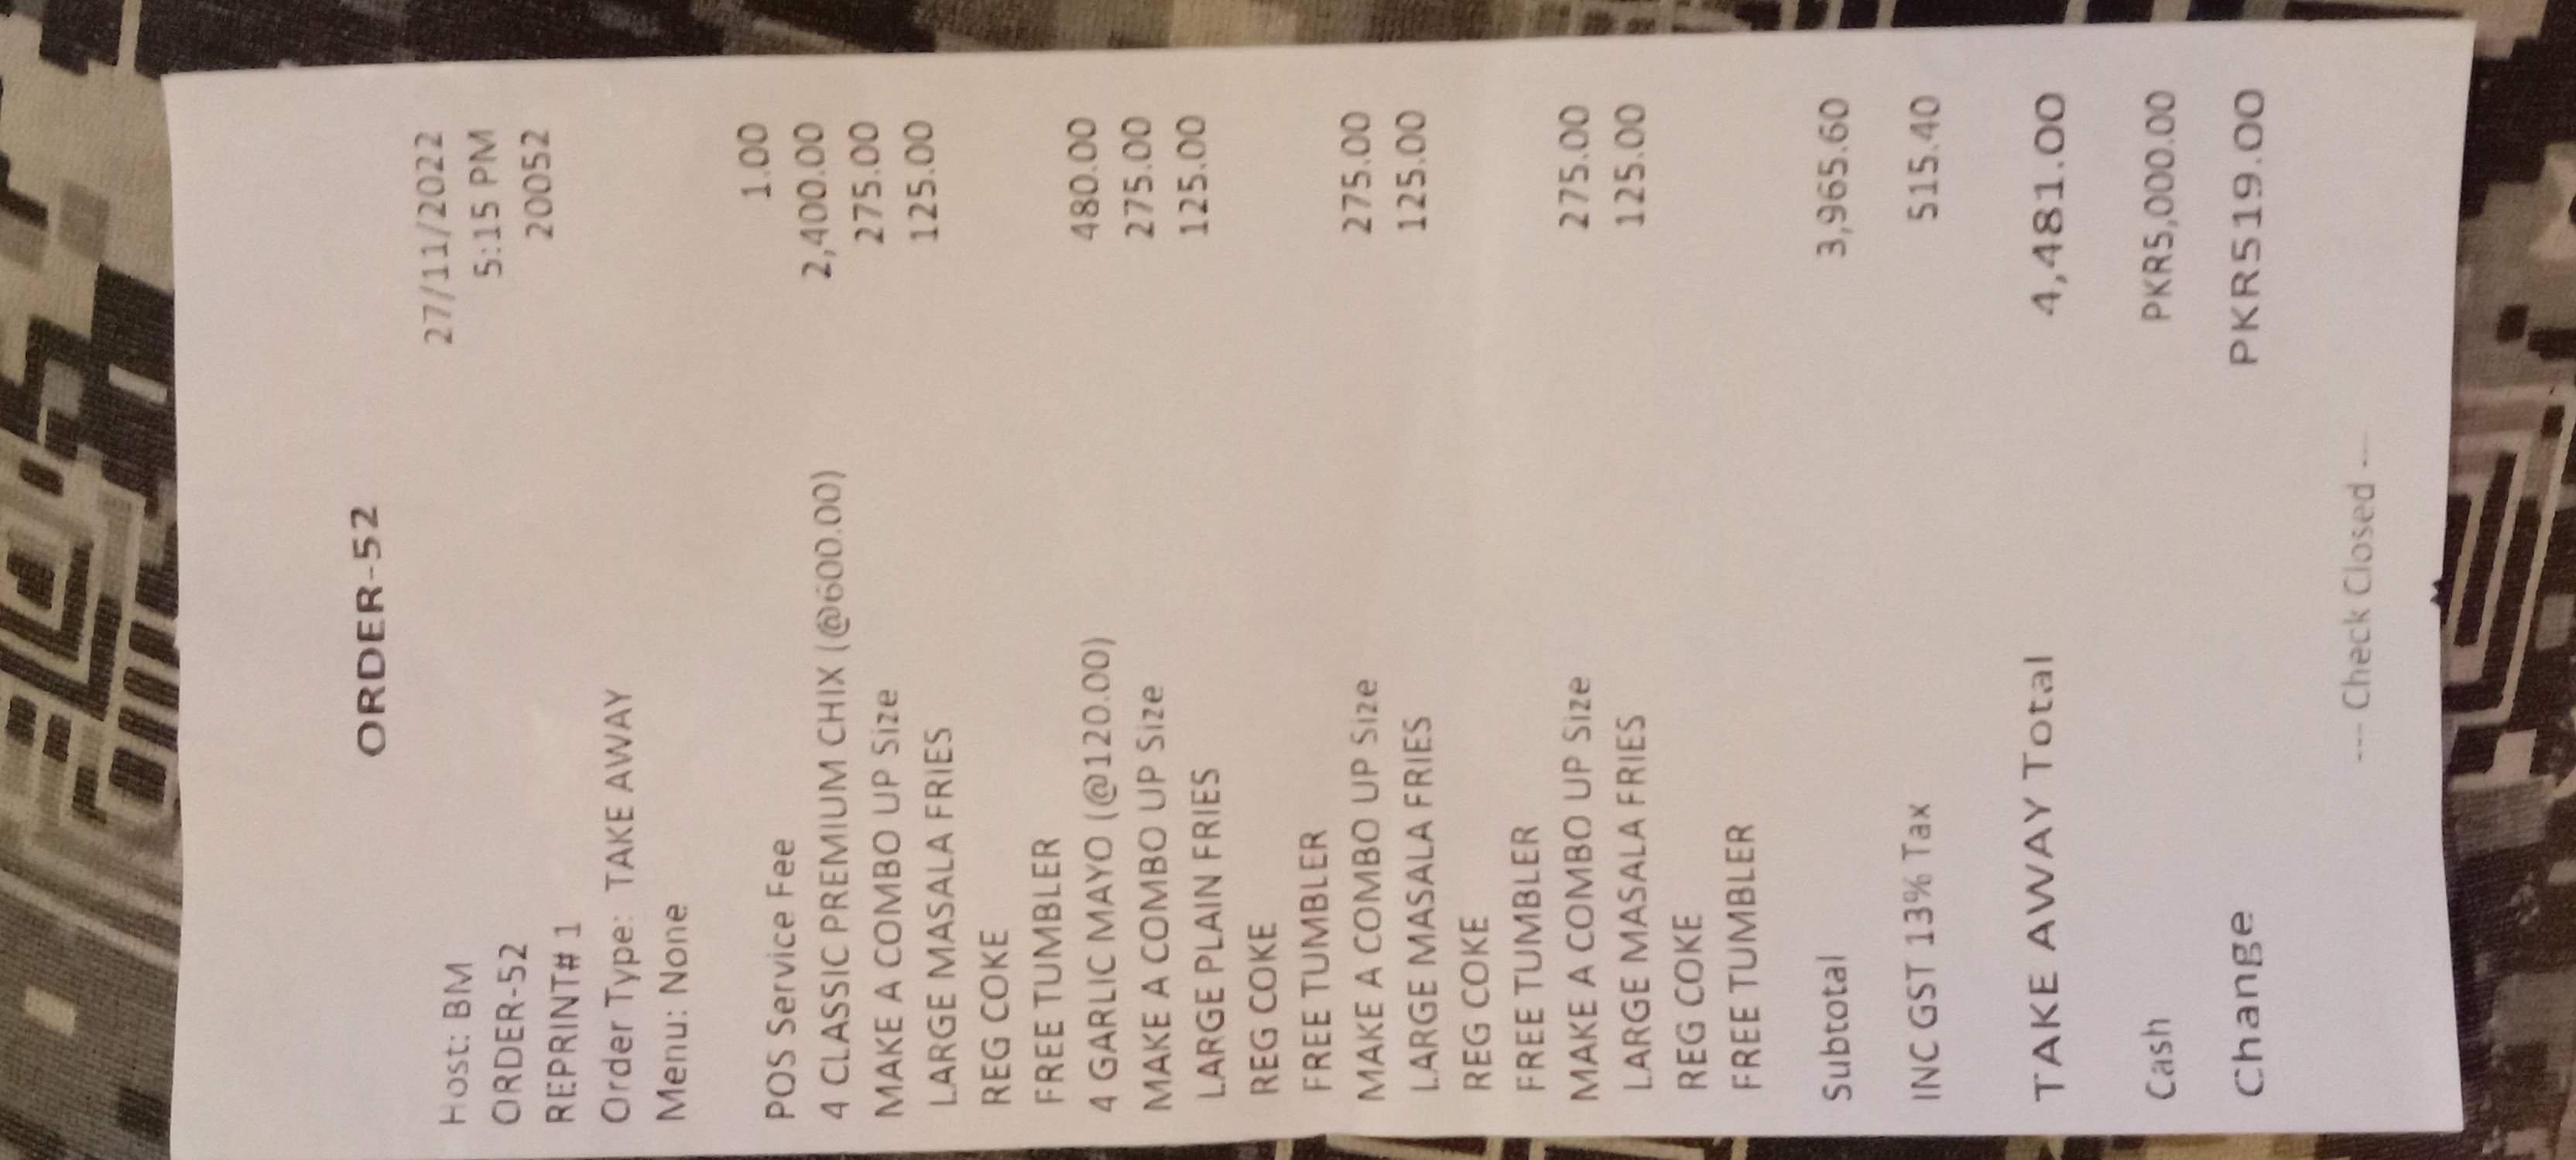 ORDER-52
Host: BM 27/11/2022
ORDER-52 5:15 PM
REPRINT# 1 20052
Order Type: TAKE AWAY
Menu: None
POS Service Fee 1.00
4 CLASSIC PREMIUM CHIX (@600.00) 2,400.00
MAKE A COMBO UP Size 275.00
LARGE MASALA FRIES 125.00
REG COKE
FREE TUMBLER
4 GARLIC MAYO (@120.00) 480.00
MAKE A COMBO UP Size 275.00
LARGE PLAIN FRIES 125.00
REG COKE
FREE TUMBLER
MAKE A COMBO UP Size 275.00
LARGE MASALA FRIES 125.00
REG COKE
FREE TUMBLER
MAKE A COMBO UP Size 275.00
LARGE MASALA FRIES 125.00
REG COKE
FREE TUMBLER
Subtotal 3,965.60
INC GST 13% Tax 515.40
TAKE AWAY Total 4,481.00
Cash PKR5,000.00
Change PKR519.00
--- Check Closed ---